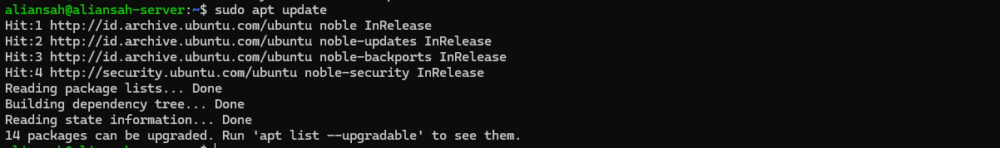 aliansah@aliansah-server:~$ sudo apt update
Hit:1 http://id.archive.ubuntu.com/ubuntu noble InRelease
Hit:2 http://id.archive.ubuntu.com/ubuntu noble-updates InRelease
Hit:3 http://id.archive.ubuntu.com/ubuntu noble-backports InRelease
Hit:4 http://security.ubuntu.com/ubuntu noble-security InRelease
Reading package lists... Done
Building dependency tree... Done
Reading state information... Done
14 packages can be upgraded. Run 'apt list --upgradable' to see them.